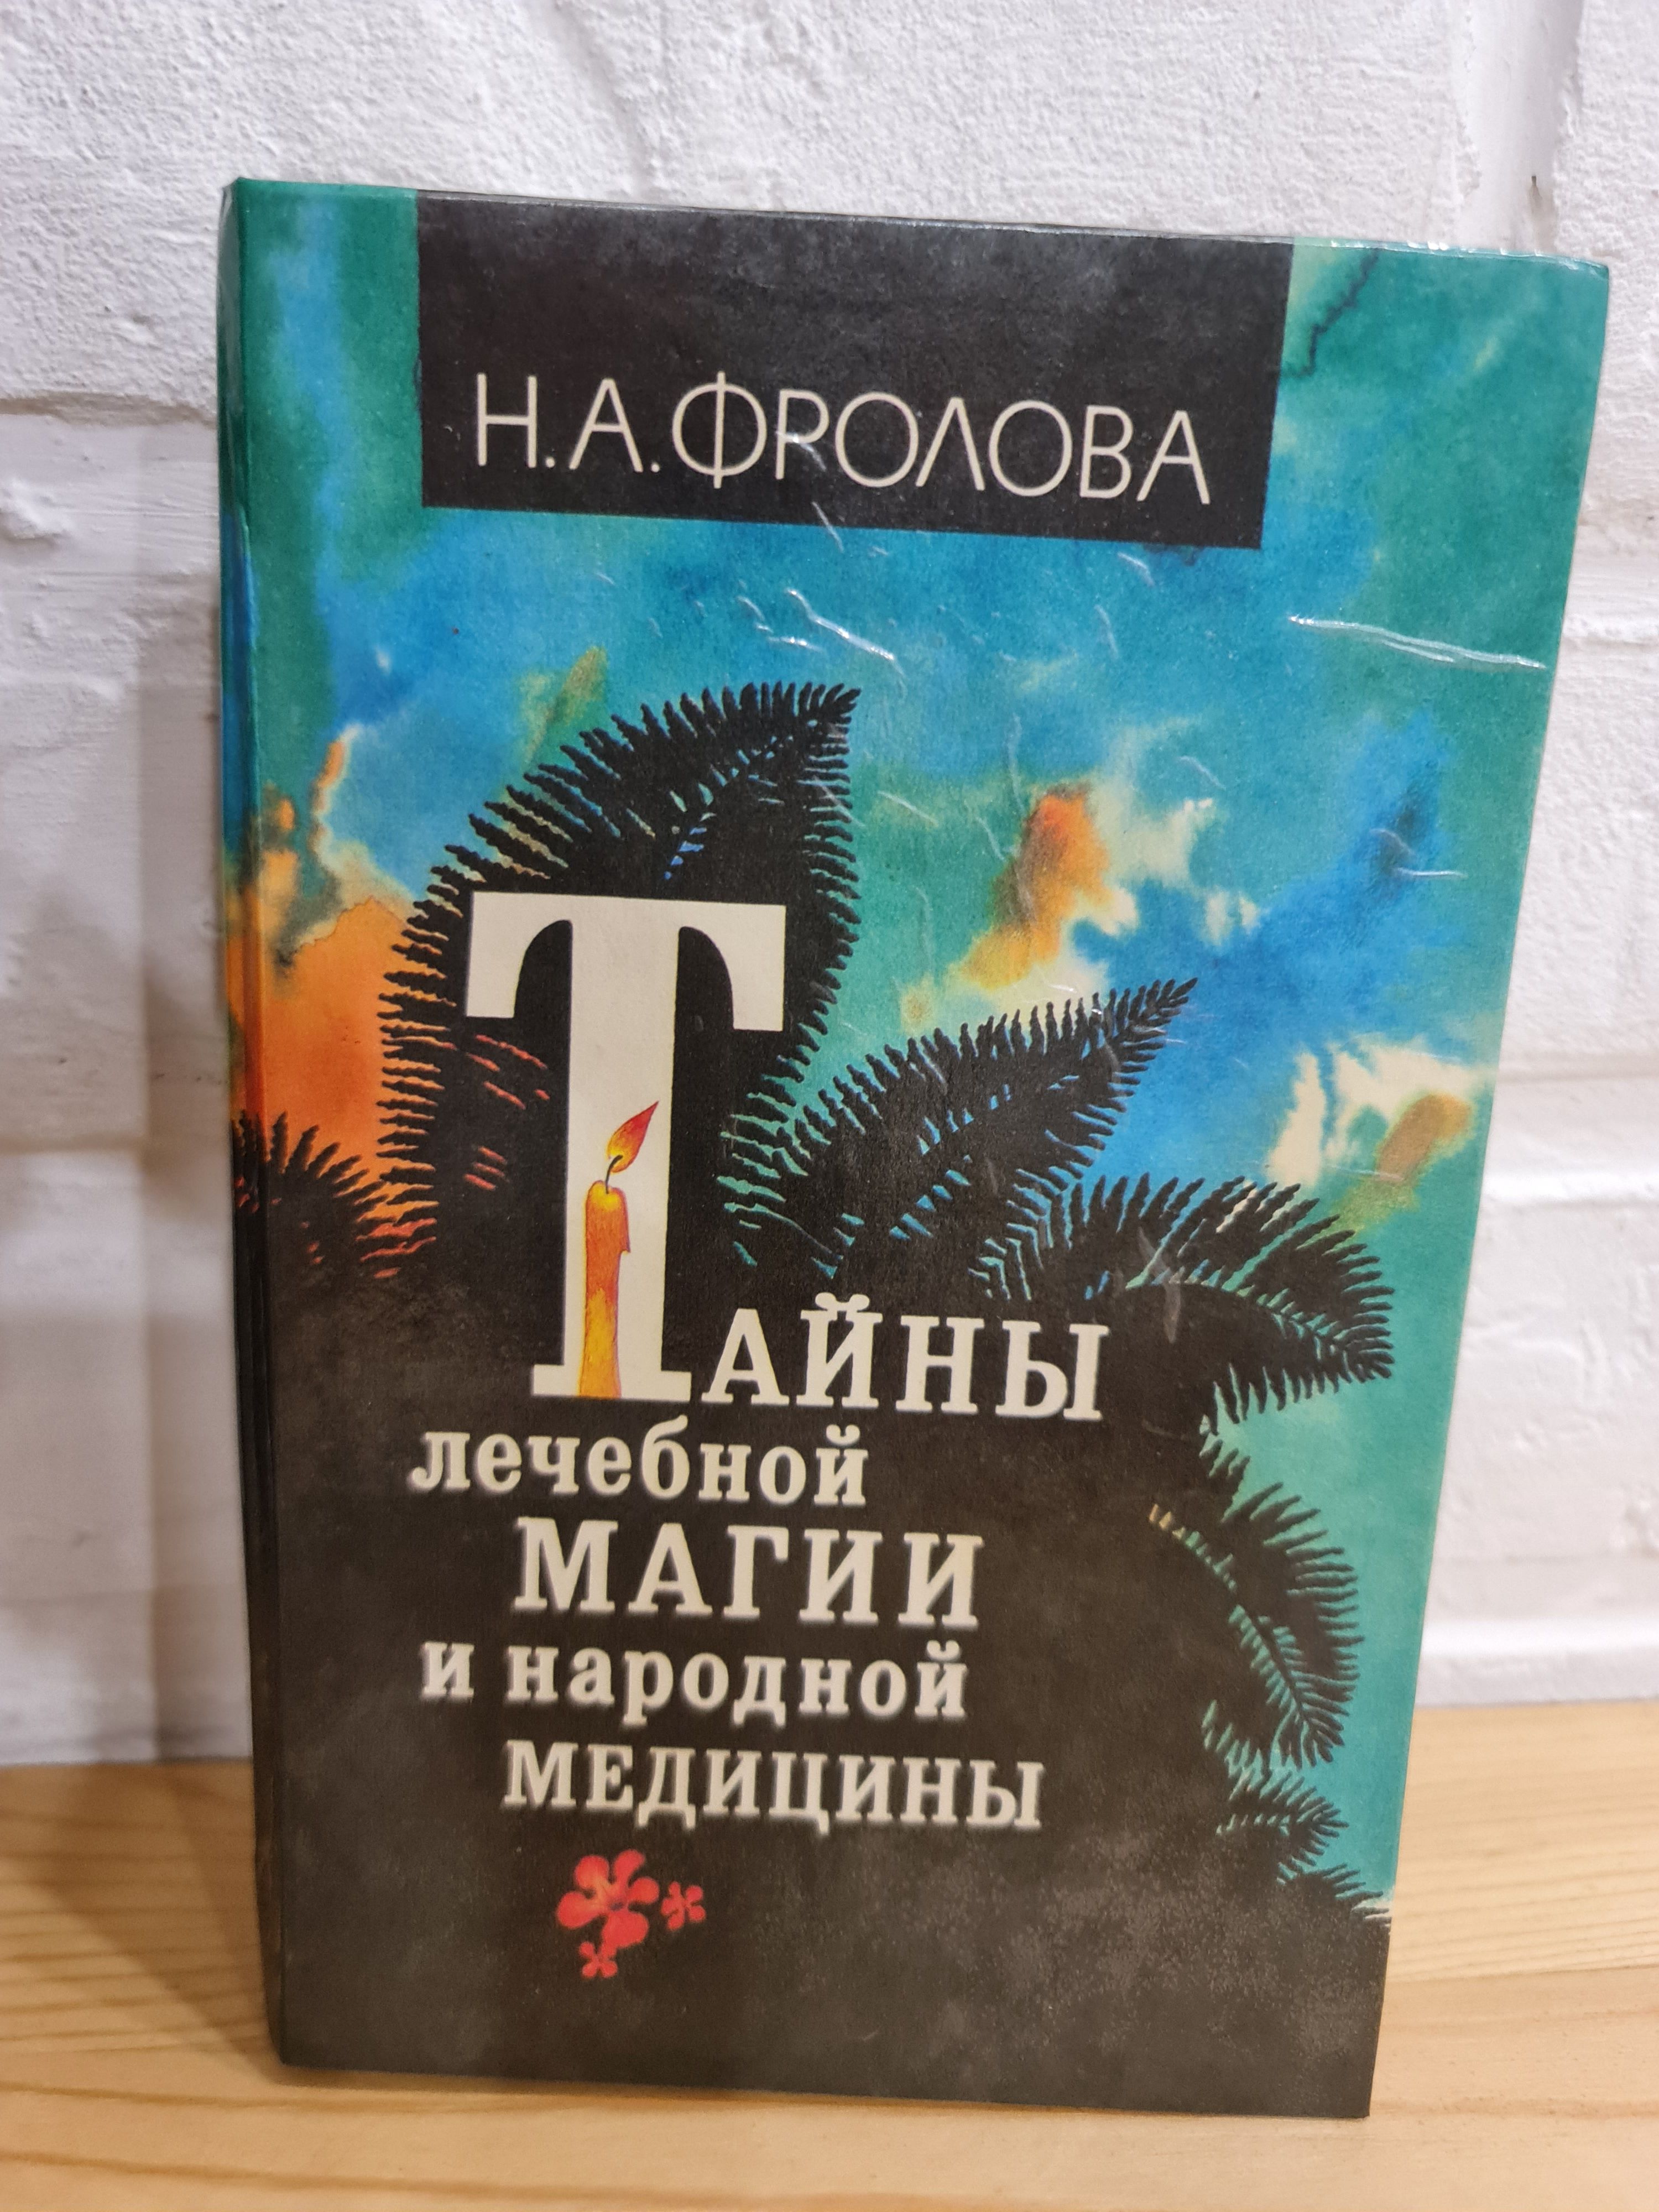 Н.А.ФРОЛОВА
ТАЙНЫ
лечебной
МАГИИ
и народной
МЕДИЦИНЫ